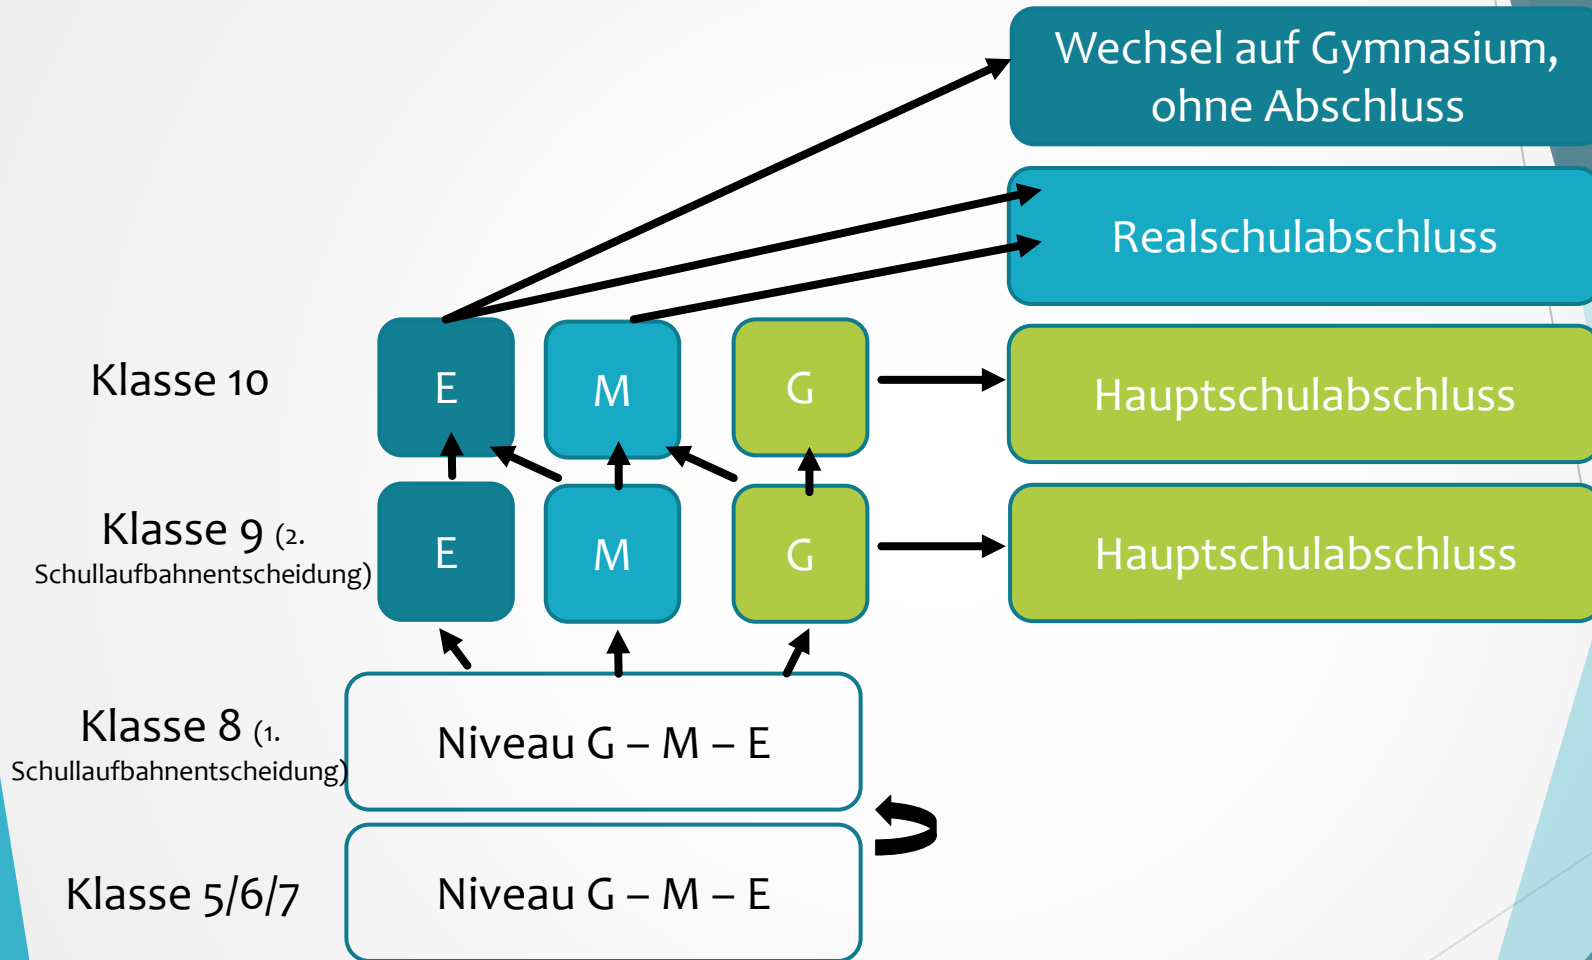 Wechsel auf Gymnasium,
ohne Abschluss
Realschulabschluss
Klasse 10
E
M
G
Hauptschulabschluss
Klasse 9 (2.
Schullaufbahnentscheidung)
E
M
G
Hauptschulabschluss
Klasse 8 (1.
Schullaufbahnentscheidung)
Niveau G – M – E
Klasse 5/6/7
Niveau G – M – E